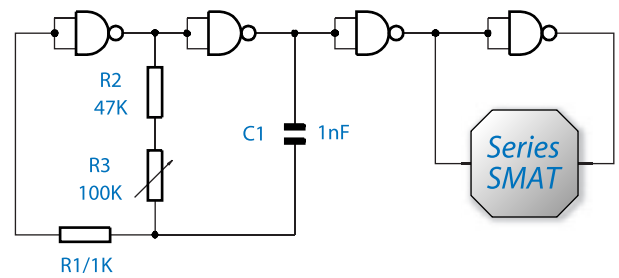 R2
47K
C1
1nF
R3
100K
Series
SMAT
R1/1K